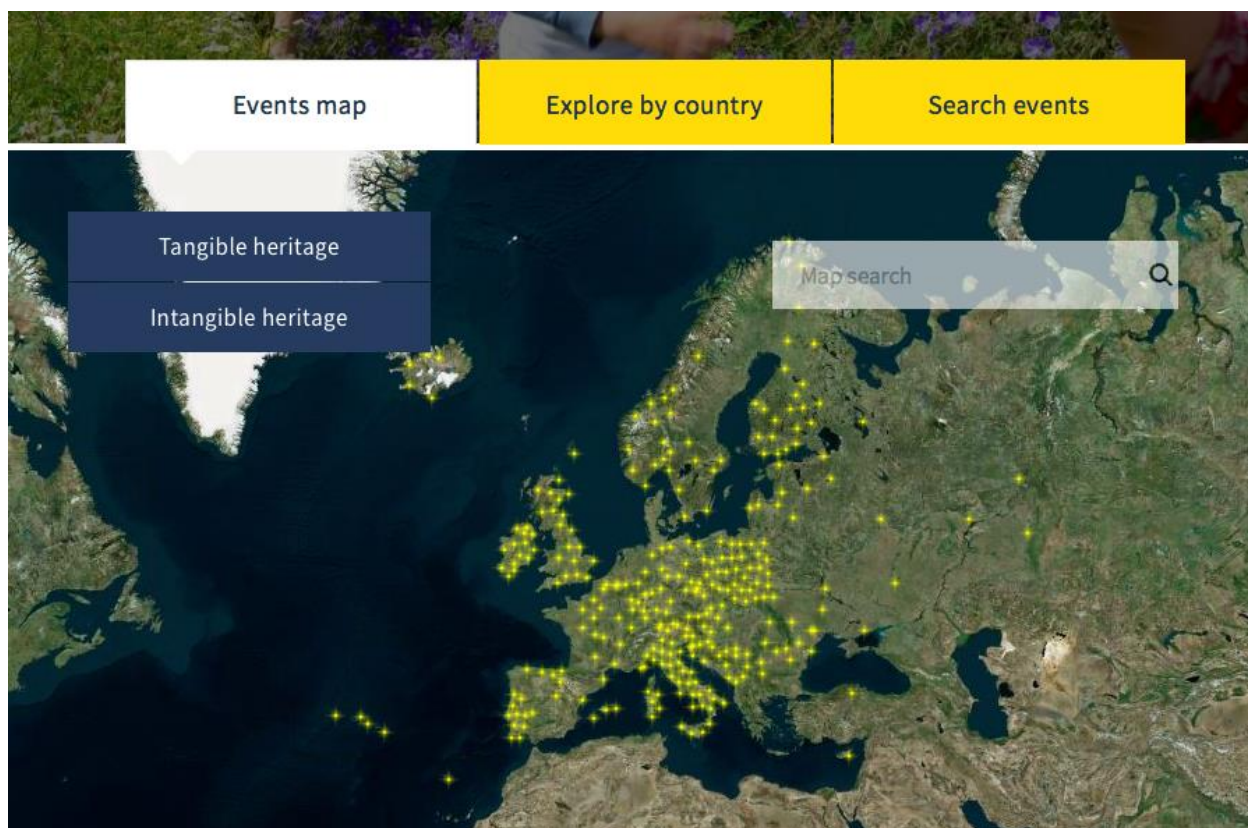 Events map
Explore by country
Search events
Tangible heritage
Map search
Intangible heritage